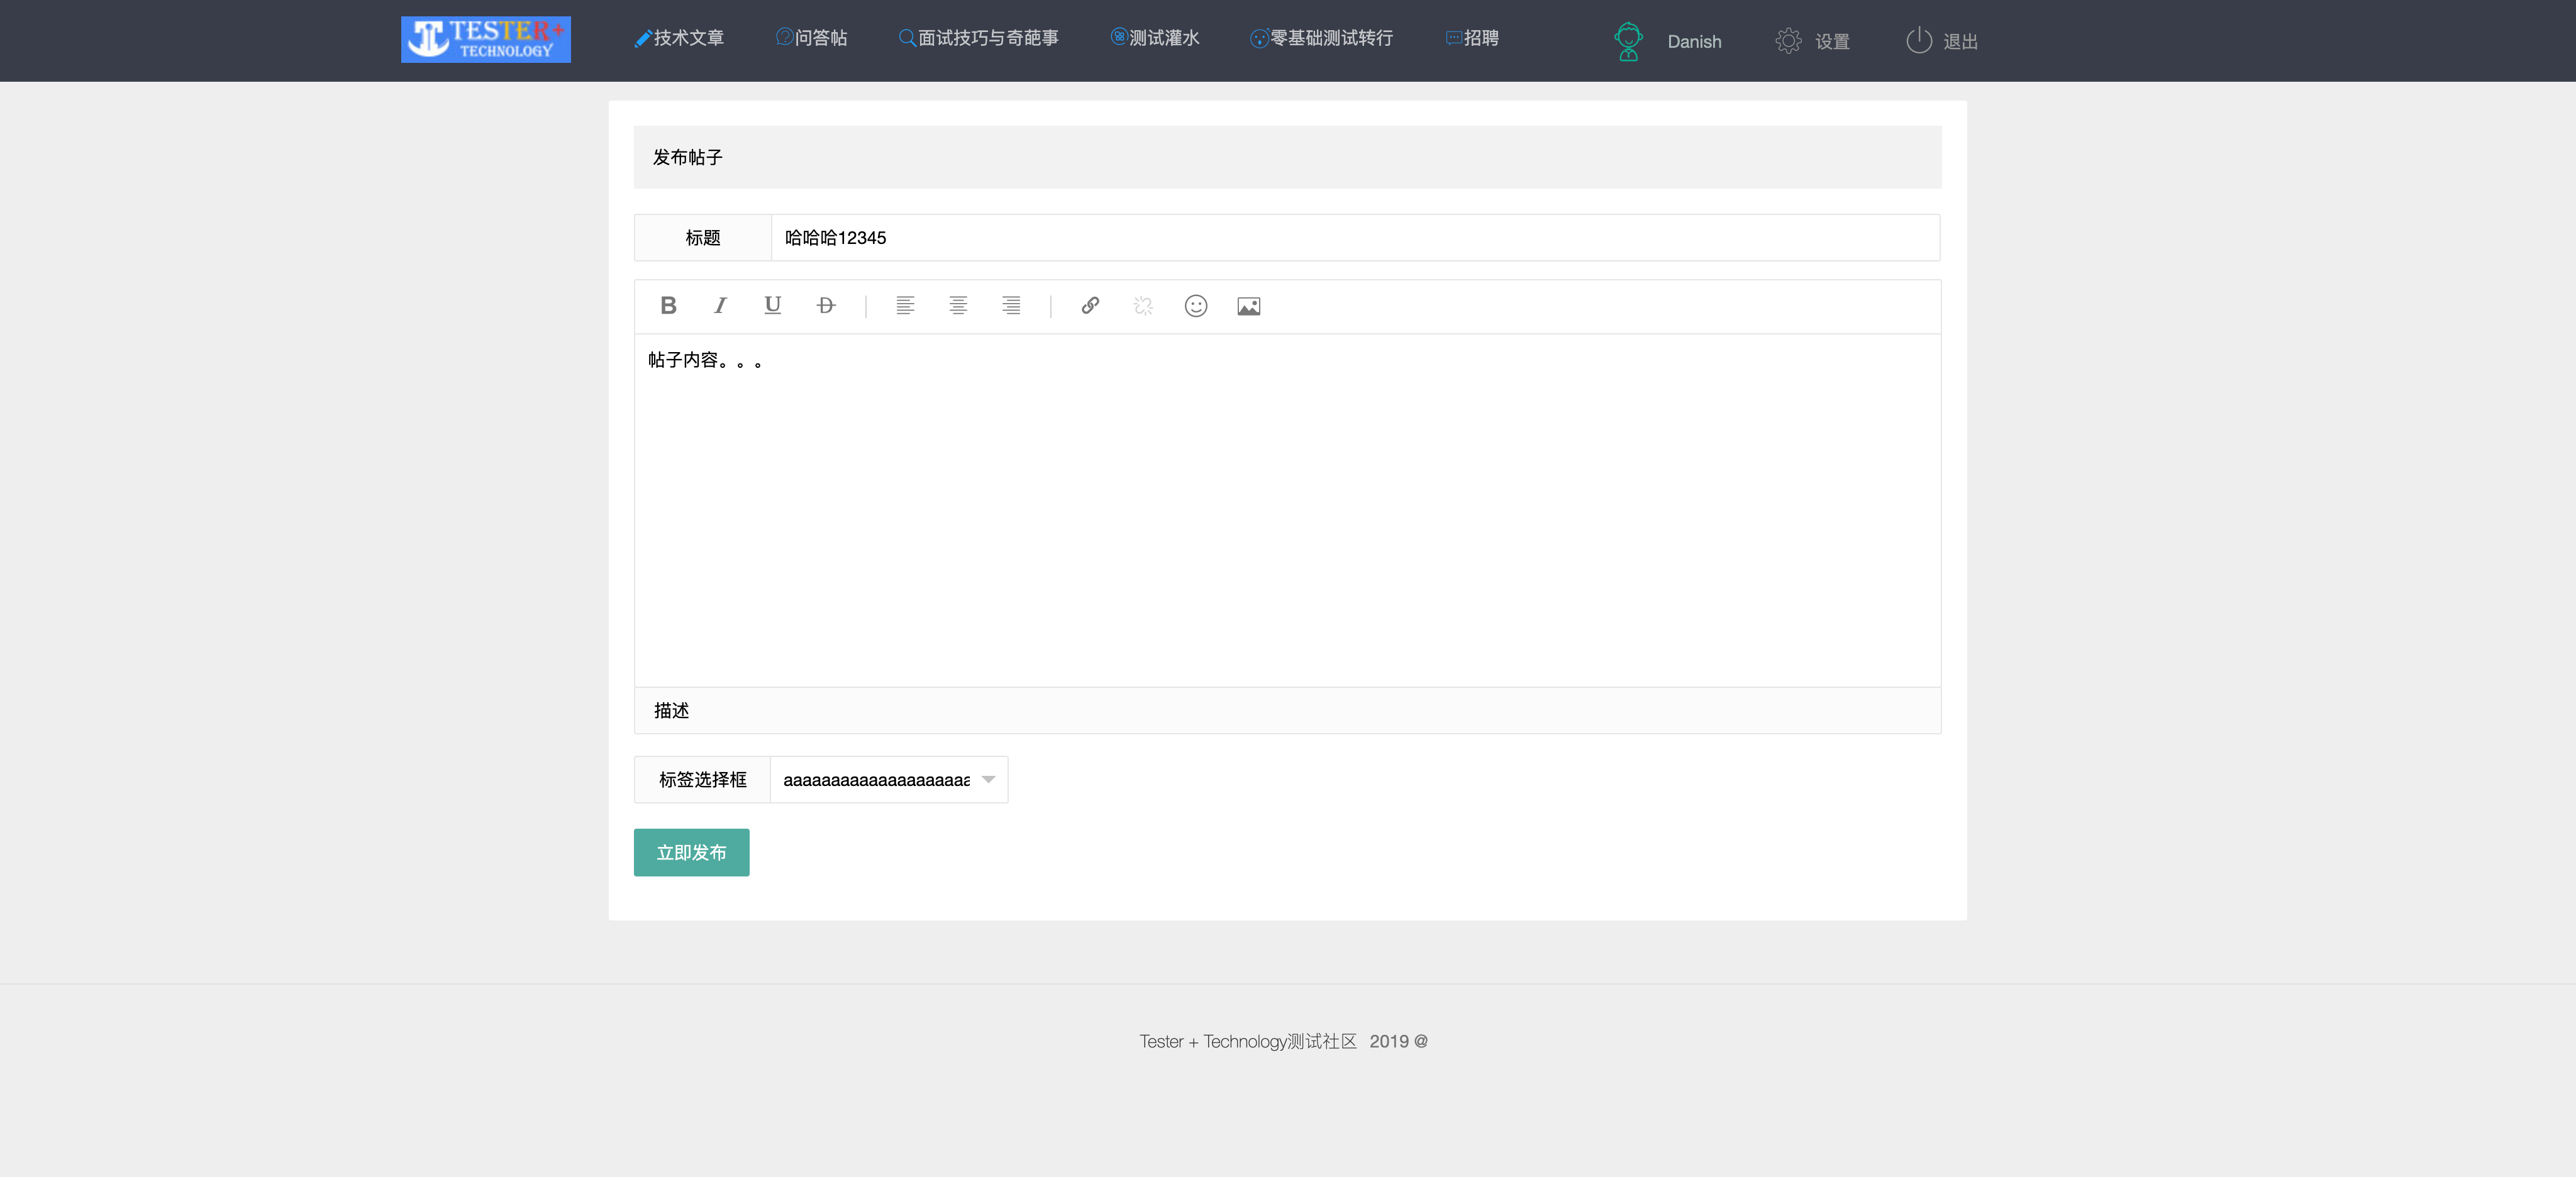 TESTER+
TECHNOLOGY
技术文章 问答帖 面试技巧与奇葩事 测试灌水 零基础测试转行 招聘 Danish 设置 退出
发布帖子
标题 哈哈哈12345
B I U D
帖子内容。。。
描述
标签选择框 aaaaaaaaaaaaaaaaaaaa
立即发布
Tester + Technology测试社区 2019 @